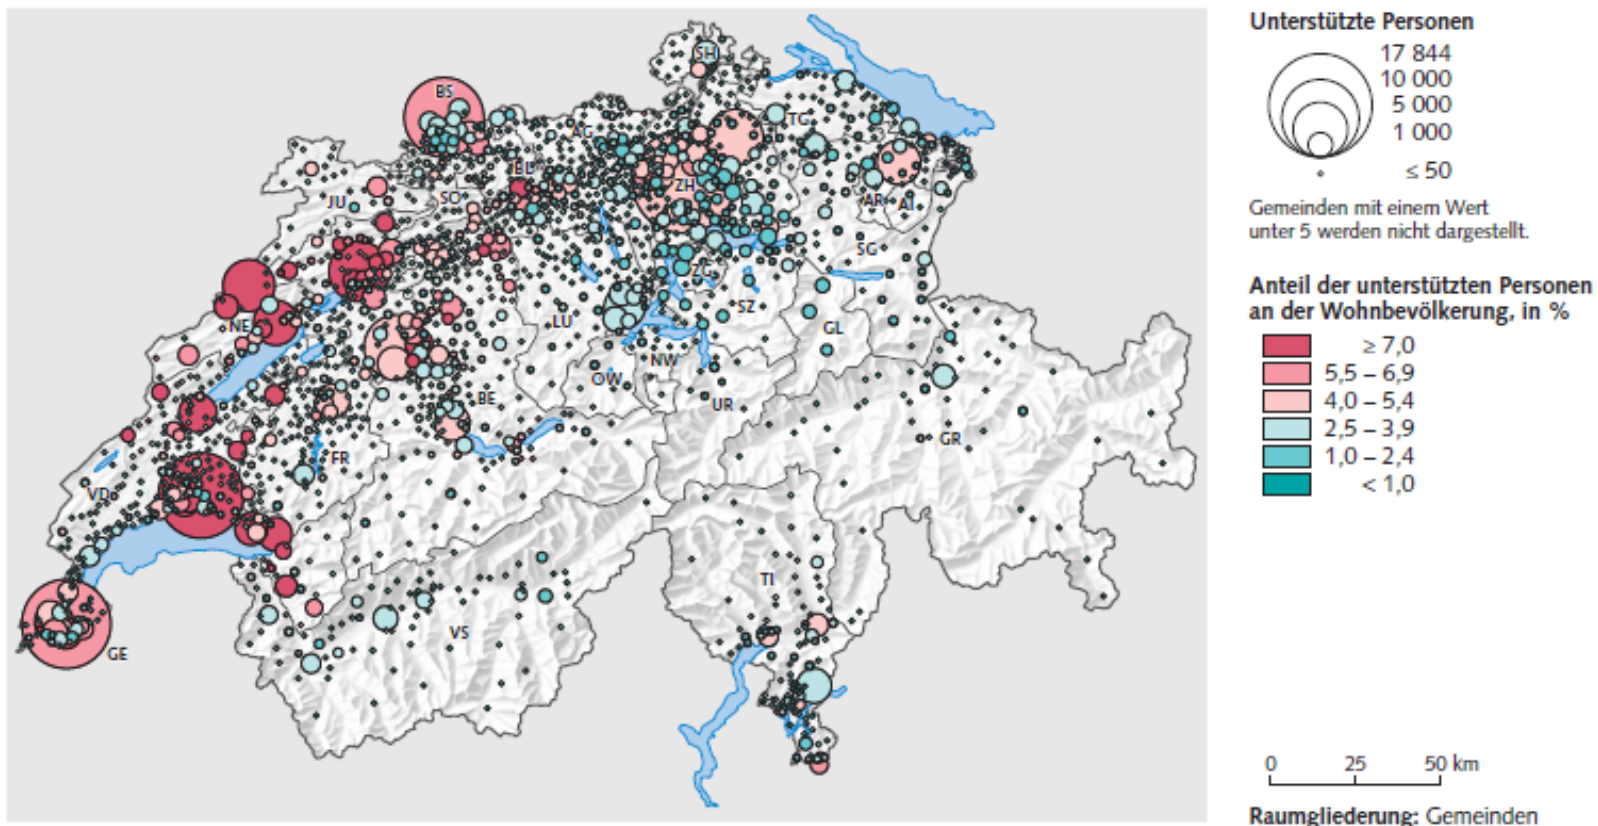 SH
BS
TG
AG
BL
ZH
JU
SO
AR
AI
SG
ZG
SZ
NE
LU
GL
NW
OW
BE
UR
GR
FR
VD
TI
VS
GE
Unterstützte Personen
17 844
10 000
5 000
1 000
≤ 50
Gemeinden mit einem Wert
unter 5 werden nicht dargestellt.
Anteil der unterstützten Personen
an der Wohnbevölkerung, in %
≥ 7,0
5,5 – 6,9
4,0 – 5,4
2,5 – 3,9
1,0 – 2,4
< 1,0
0 25 50 km
Raumgliederung: Gemeinden